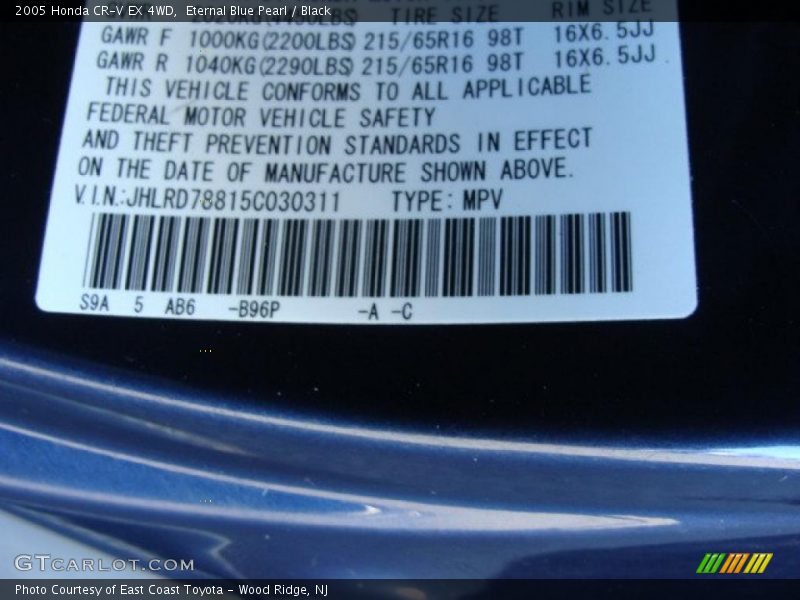 2005 Honda CR-V EX 4WD, Eternal Blue Pearl / Black
TIRE SIZE RIM SIZE
GAWR F 1000KG(2200LBS) 215/65R16 98T 16X6.5JJ
GAWR R 1040KG(2290LBS) 215/65R16 98T 16X6.5JJ
THIS VEHICLE CONFORMS TO ALL APPLICABLE
FEDERAL MOTOR VEHICLE SAFETY
AND THEFT PREVENTION STANDARDS IN EFFECT
ON THE DATE OF MANUFACTURE SHOWN ABOVE.
V.I.N.:JHLRD78815C030311 TYPE: MPV
S9A 5 AB6 -B96P -A -C
GTCARLOT.COM
Photo Courtesy of East Coast Toyota - Wood Ridge, NJ